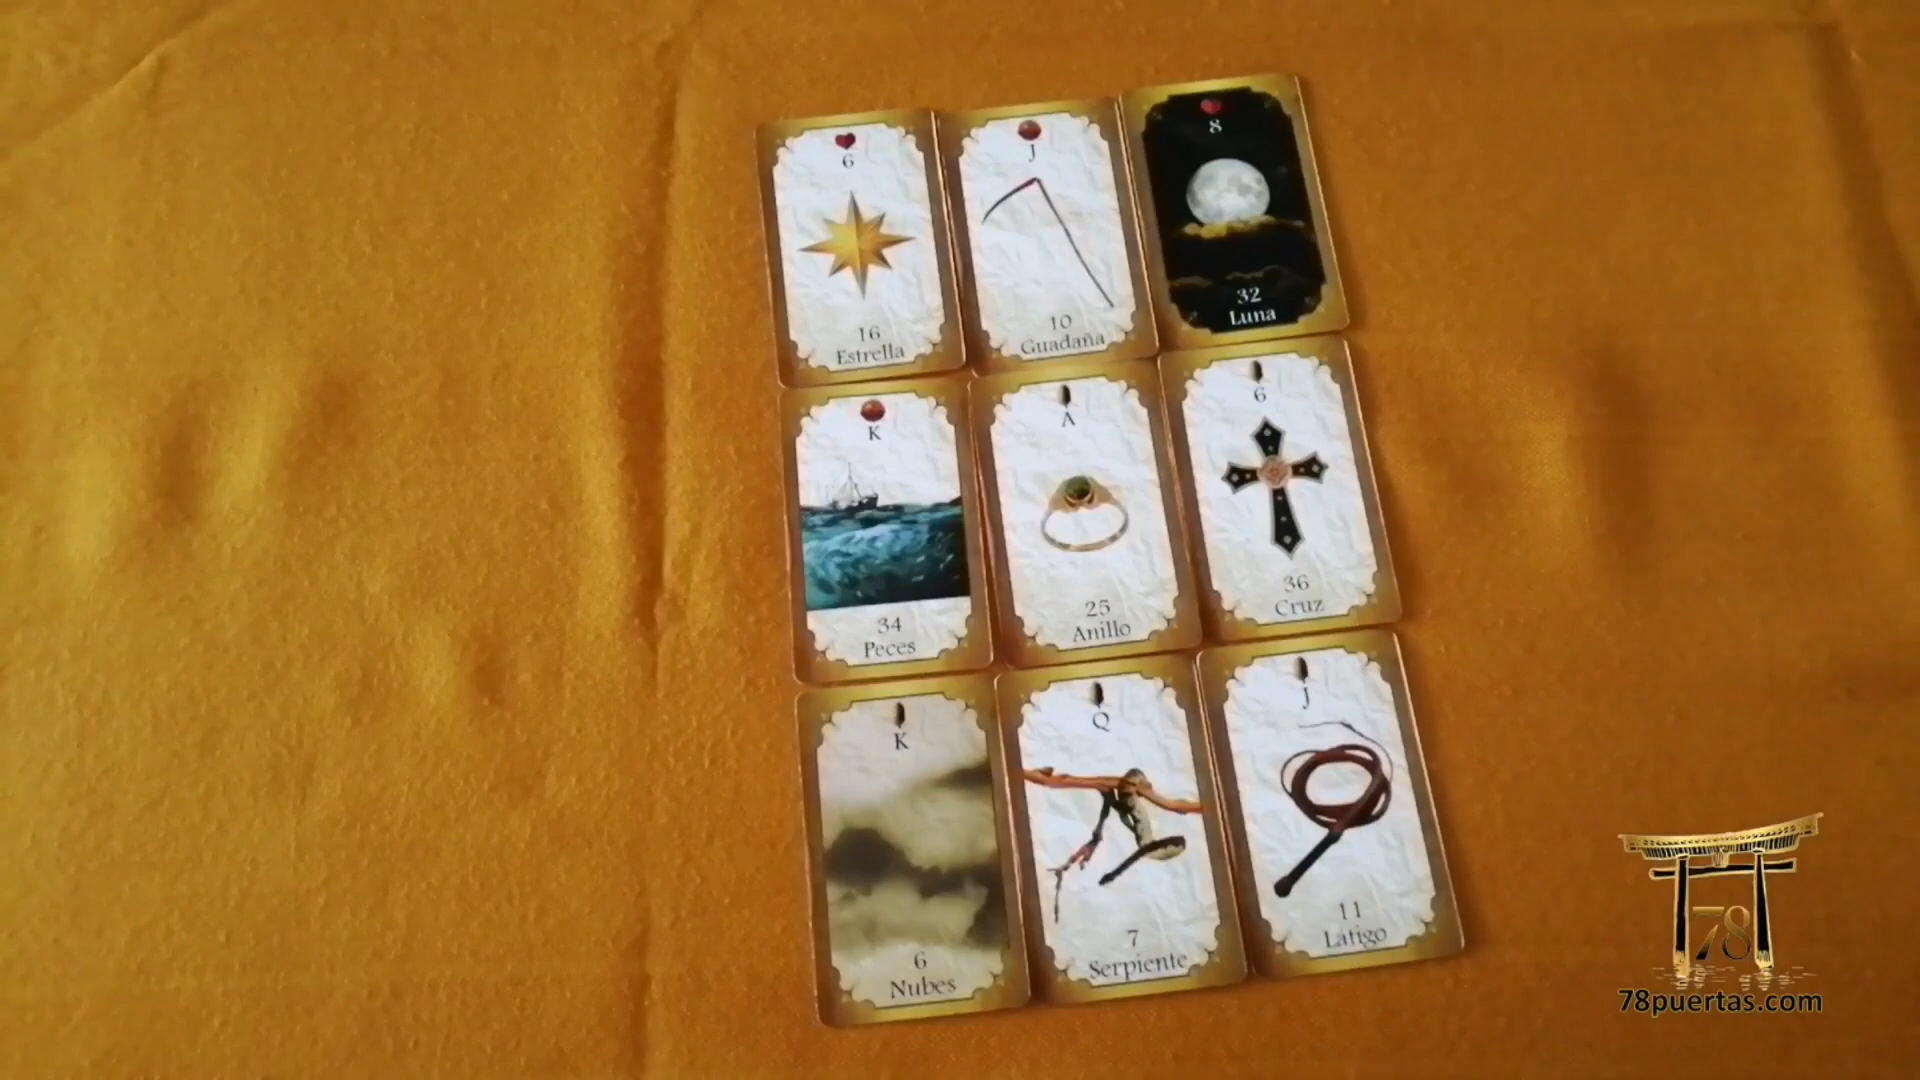 6
16
Estrella
J
10
Guadaña
8
32
Luna
K
34
Peces
A
25
Anillo
6
36
Cruz
K
6
Nubes
Q
7
Serpiente
J
11
Látigo
78
78puertas.com